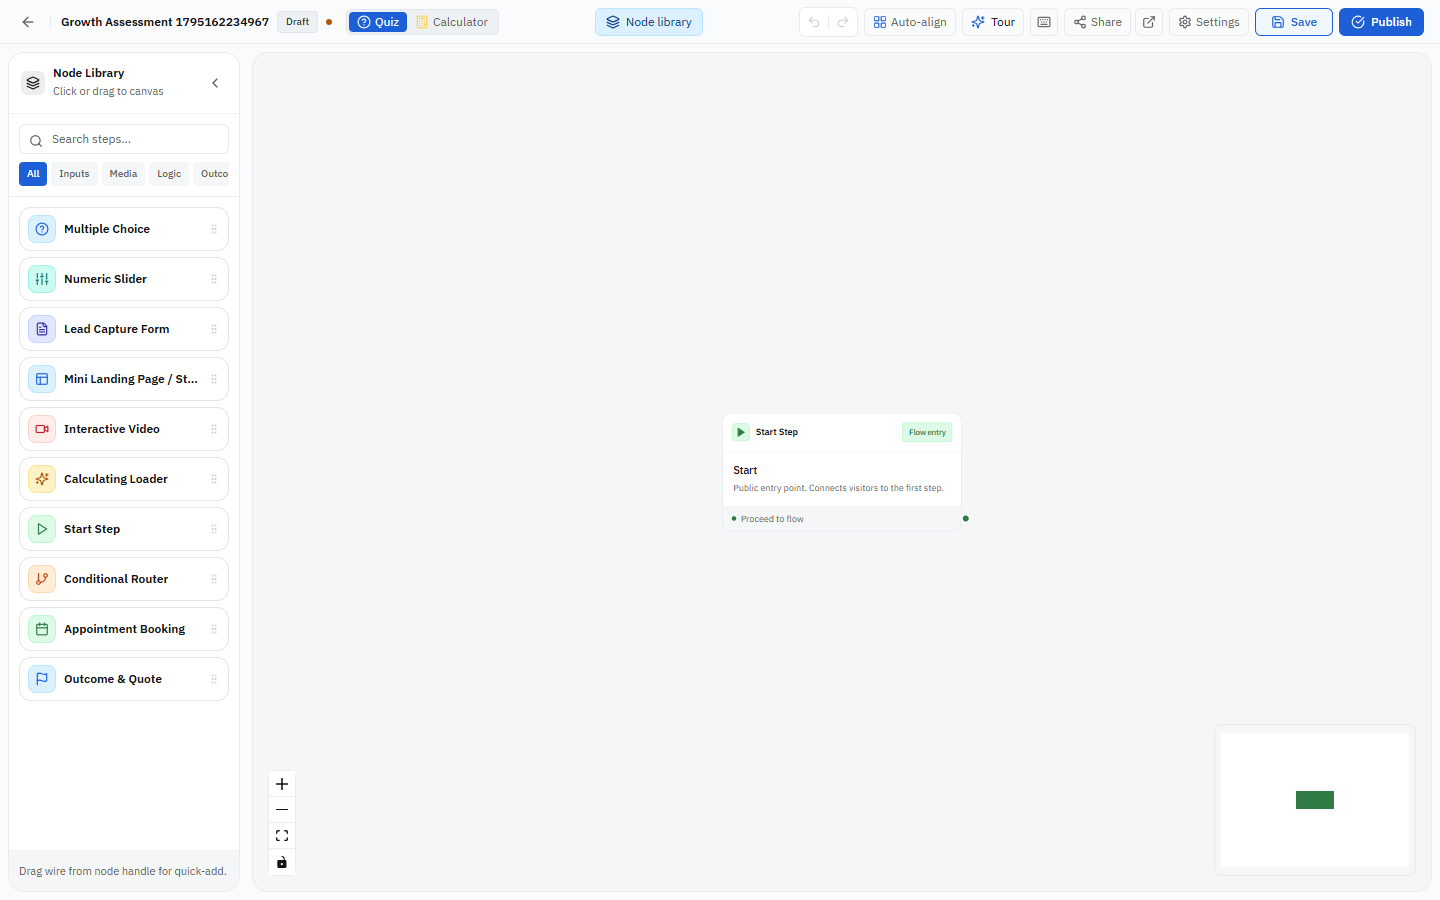 Growth Assessment 1795162234967
Draft
Quiz
Calculator
Node library
Auto-align
Tour
Share
Settings
Save
Publish
Node Library
Click or drag to canvas
Search steps...
All
Inputs
Media
Logic
Outco
Multiple Choice
Numeric Slider
Lead Capture Form
Mini Landing Page / St...
Interactive Video
Calculating Loader
Start Step
Conditional Router
Appointment Booking
Outcome & Quote
Drag wire from node handle for quick-add.
Start Step
Flow entry
Start
Public entry point. Connects visitors to the first step.
Proceed to flow